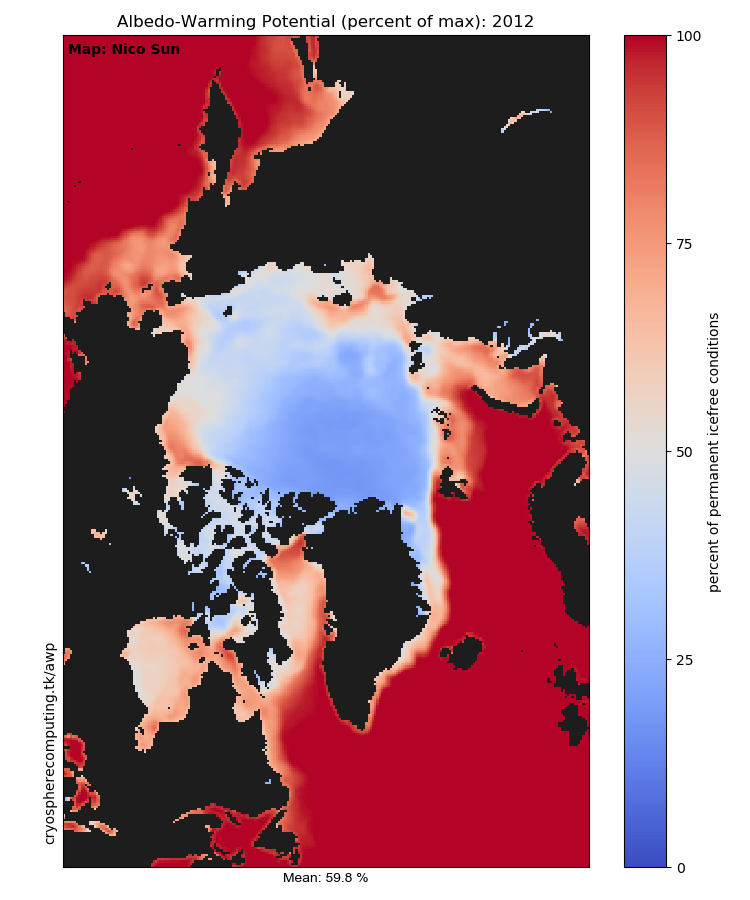 Albedo-Warming Potential (percent of max): 2012
Map: Nico Sun
100
75
50
25
0
percent of permanent icefree conditions
cryospherecomputing.tk/awp
Mean: 59.8 %